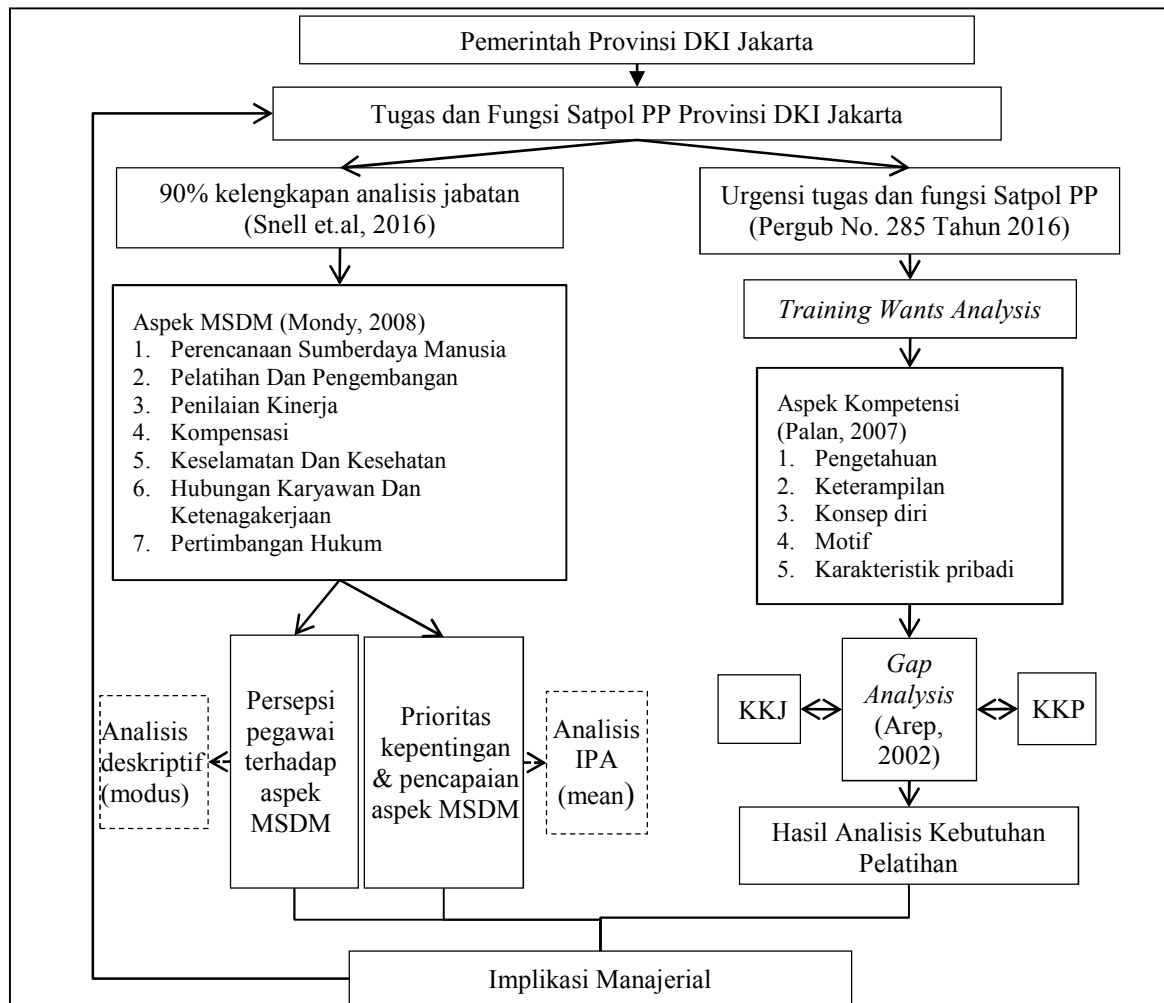 Pemerintah Provinsi DKI Jakarta
Tugas dan Fungsi Satpol PP Provinsi DKI Jakarta
90% kelengkapan analisis jabatan
(Snell et.al, 2016)
Urgensi tugas dan fungsi Satpol PP
(Pergub No. 285 Tahun 2016)
Aspek MSDM (Mondy, 2008)
1. Perencanaan Sumberdaya Manusia
2. Pelatihan Dan Pengembangan
3. Penilaian Kinerja
4. Kompensasi
5. Keselamatan Dan Kesehatan
6. Hubungan Karyawan Dan
Ketenagakerjaan
7. Pertimbangan Hukum
Training Wants Analysis
Aspek Kompetensi
(Palan, 2007)
1. Pengetahuan
2. Keterampilan
3. Konsep diri
4. Motif
5. Karakteristik pribadi
Analisis
deskriptif
(modus)
Persepsi
pegawai
terhadap
aspek
MSDM
Prioritas
kepentingan
& pencapaian
aspek MSDM
Analisis
IPA
(mean)
KKJ
Gap
Analysis
(Arep,
2002)
KKP
Hasil Analisis Kebutuhan
Pelatihan
Implikasi Manajerial